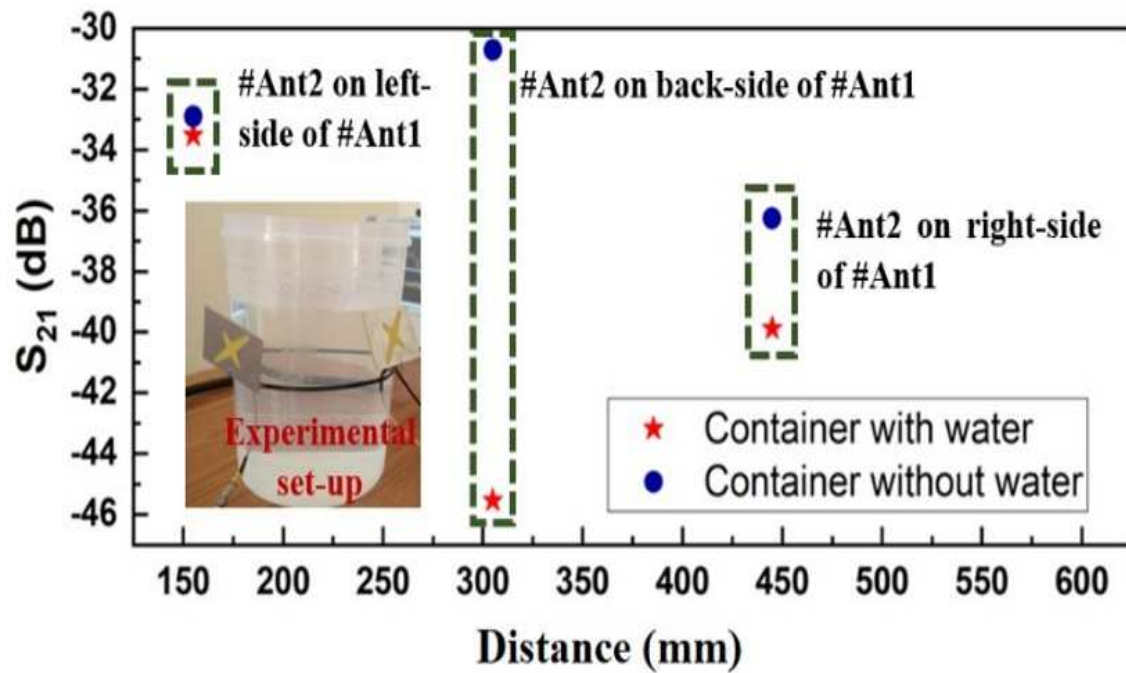 -30
-32
-34
-36
-38
-40
-42
-44
-46
S21 (dB)
#Ant2 on left-
side of #Ant1
#Ant2 on back-side of #Ant1
#Ant2 on right-side
of #Ant1
Experimental
set-up
Container with water
Container without water
150 200 250 300 350 400 450 500 550 600
Distance (mm)